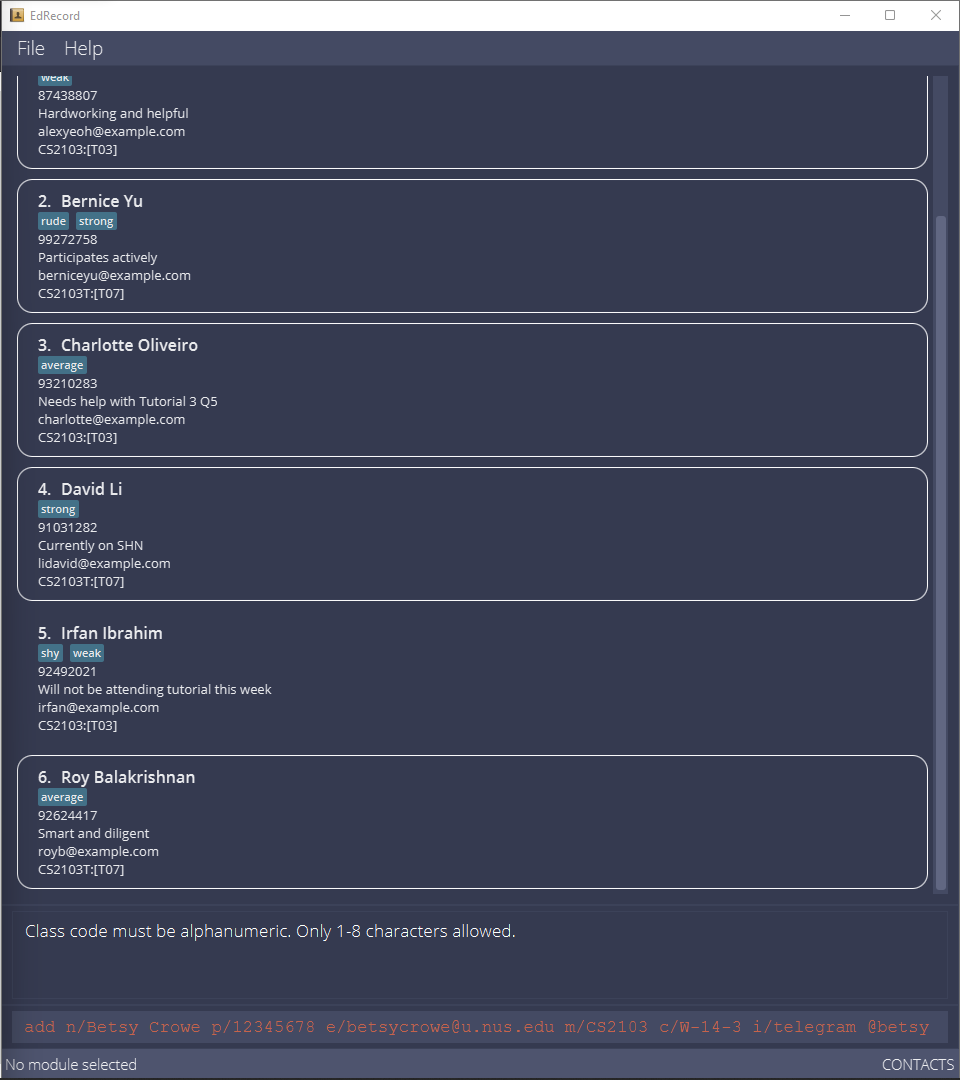 EdRecord
File Help
weak
87438807
Hardworking and helpful
alexyeoh@example.com
CS2103:[T03]
2. Bernice Yu
rude strong
99272758
Participates actively
berniceyu@example.com
CS2103T:[T07]
3. Charlotte Oliveiro
average
93210283
Needs help with Tutorial 3 Q5
charlotte@example.com
CS2103:[T03]
4. David Li
strong
91031282
Currently on SHN
lidavid@example.com
CS2103T:[T07]
5. Irfan Ibrahim
shy weak
92492021
Will not be attending tutorial this week
irfan@example.com
CS2103:[T03]
6. Roy Balakrishnan
average
92624417
Smart and diligent
royb@example.com
CS2103T:[T07]
Class code must be alphanumeric. Only 1-8 characters allowed.
add n/Betsy Crowe p/12345678 e/betsycrowe@u.nus.edu m/CS2103 c/W-14-3 i/telegram @betsy
No module selected CONTACTS